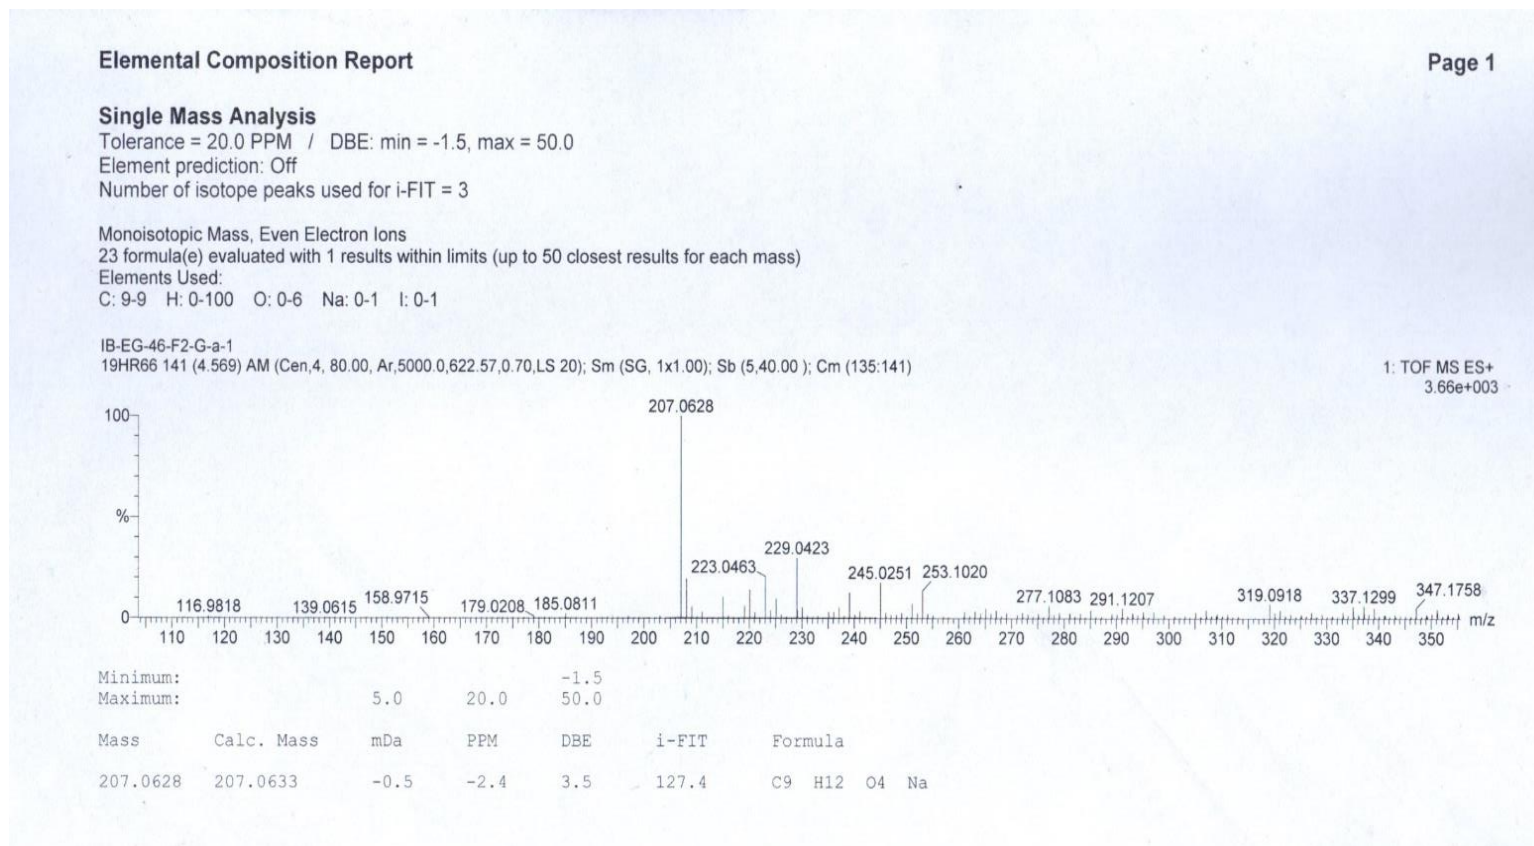 Elemental Composition Report Page 1
Single Mass Analysis
Tolerance = 20.0 PPM / DBE: min = -1.5, max = 50.0
Element prediction: Off
Number of isotope peaks used for i-FIT = 3
Monoisotopic Mass, Even Electron Ions
23 formula(e) evaluated with 1 results within limits (up to 50 closest results for each mass)
Elements Used:
C: 9-9 H: 0-100 O: 0-6 Na: 0-1 I: 0-1
IB-EG-46-F2-G-a-1
19HR66 141 (4.569) AM (Cen,4, 80.00, Ar,5000.0,622.57,0.70,LS 20); Sm (SG, 1x1.00); Sb (5,40.00 ); Cm (135:141) 1: TOF MS ES+
3.66e+003
207.0628
100
%
229.0423
223.0463
245.0251 253.1020
116.9818 139.0615 158.9715 179.0208 185.0811 277.1083 291.1207 319.0918 337.1299 347.1758
0
m/z
110 120 130 140 150 160 170 180 190 200 210 220 230 240 250 260 270 280 290 300 310 320 330 340 350
Minimum: -1.5
Maximum: 5.0 20.0 50.0
Mass Calc. Mass mDa PPM DBE i-FIT Formula
207.0628 207.0633 -0.5 -2.4 3.5 127.4 C9 H12 O4 Na